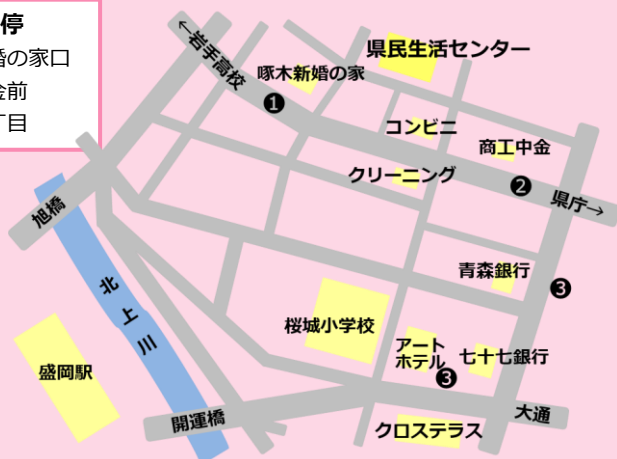 停
婚の家口
金前
丁目
←岩手高校
啄木新婚の家
県民生活センター
❶
コンビニ
商工中金
クリーニング
❷
県庁→
旭橋
青森銀行
❸
北上川
桜城小学校
アート
ホテル
七十七銀行
❸
盛岡駅
開運橋
大通
クロステラス